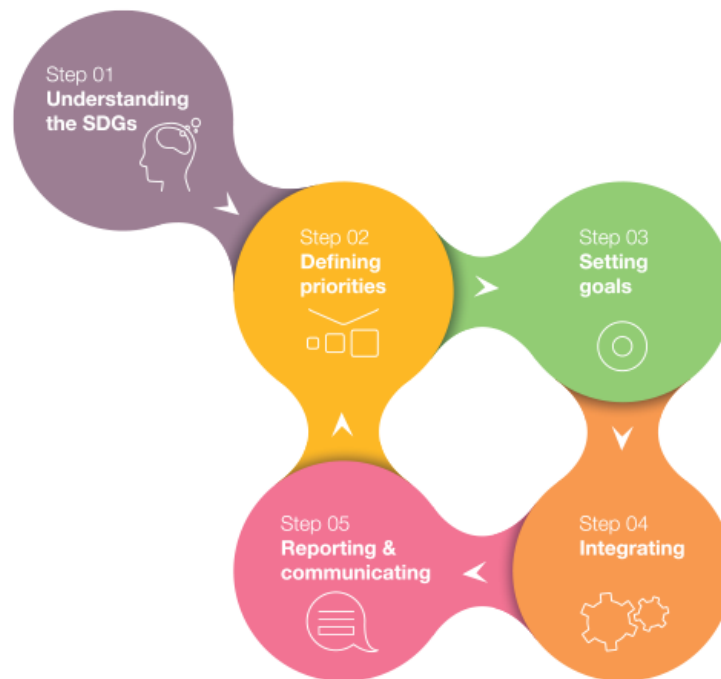 Step 01
Understanding
the SDGs
Step 02
Defining
priorities
Step 03
Setting
goals
Step 04
Integrating
Step 05
Reporting &
communicating